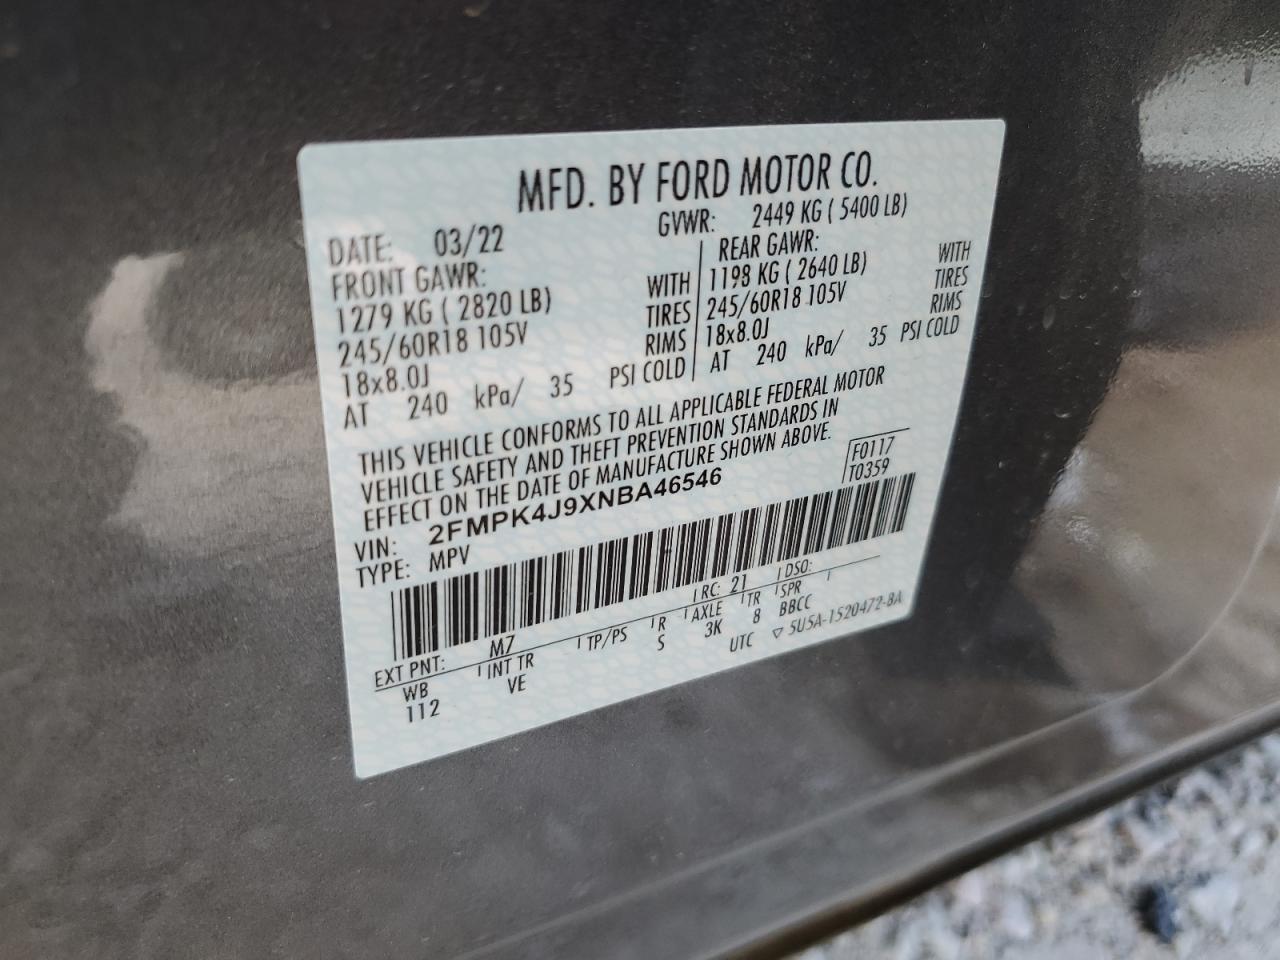 MFD. BY FORD MOTOR CO.
DATE: 03/22 GVWR: 2449 KG ( 5400 LB)
FRONT GAWR: REAR GAWR:
1279 KG ( 2820 LB) WITH 1198 KG ( 2640 LB) WITH
245/60R18 105V TIRES 245/60R18 105V TIRES
18x8.0J RIMS 18x8.0J RIMS
AT 240 kPa/ 35 PSI COLD AT 240 kPa/ 35 PSI COLD
THIS VEHICLE CONFORMS TO ALL APPLICABLE FEDERAL MOTOR
VEHICLE SAFETY AND THEFT PREVENTION STANDARDS IN
EFFECT ON THE DATE OF MANUFACTURE SHOWN ABOVE.
VIN: 2FMPK4J9XNBA46546 F0117
TYPE: MPV T0359
EXT PNT: M7 RC: 21 DSO:
WB INT TR TP/PS R AXLE TR SPR
112 VE S 3K 8 BBCC
UTC ▽ 5U5A-1520472-BA